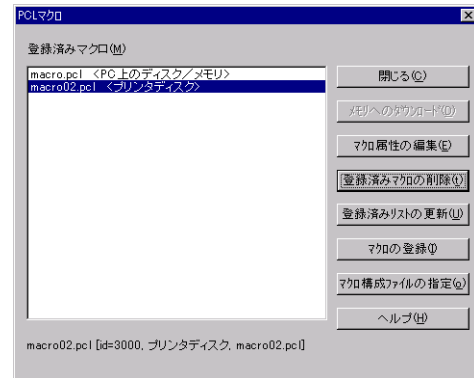 PCLマクロ
登録済みマクロ(M)
macro.pcl <PC上のディスク/メモリ>
macro02.pcl <プリンタディスク>
閉じる(C)
メモリへのダウンロード(D)
マクロ属性の編集(E)
登録済みマクロの削除(t)
登録済みリストの更新(U)
マクロの登録(I)
マクロ構成ファイルの指定(g)
ヘルプ(H)
macro02.pcl [id=3000, プリンタディスク, macro02.pcl]